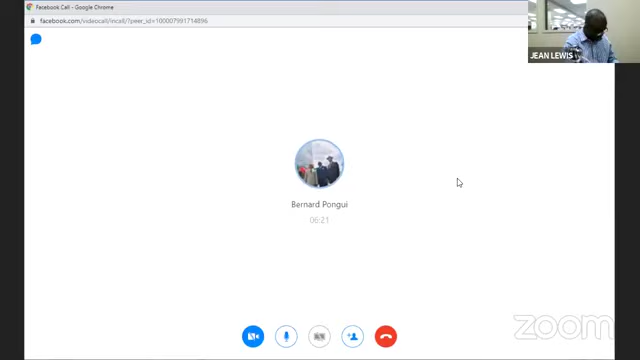 Facebook Call - Google Chrome
facebook.com/videocall/incall/?peer_id=100007991714896
JEAN LEWIS
Bernard Pongui
06:21
zoom